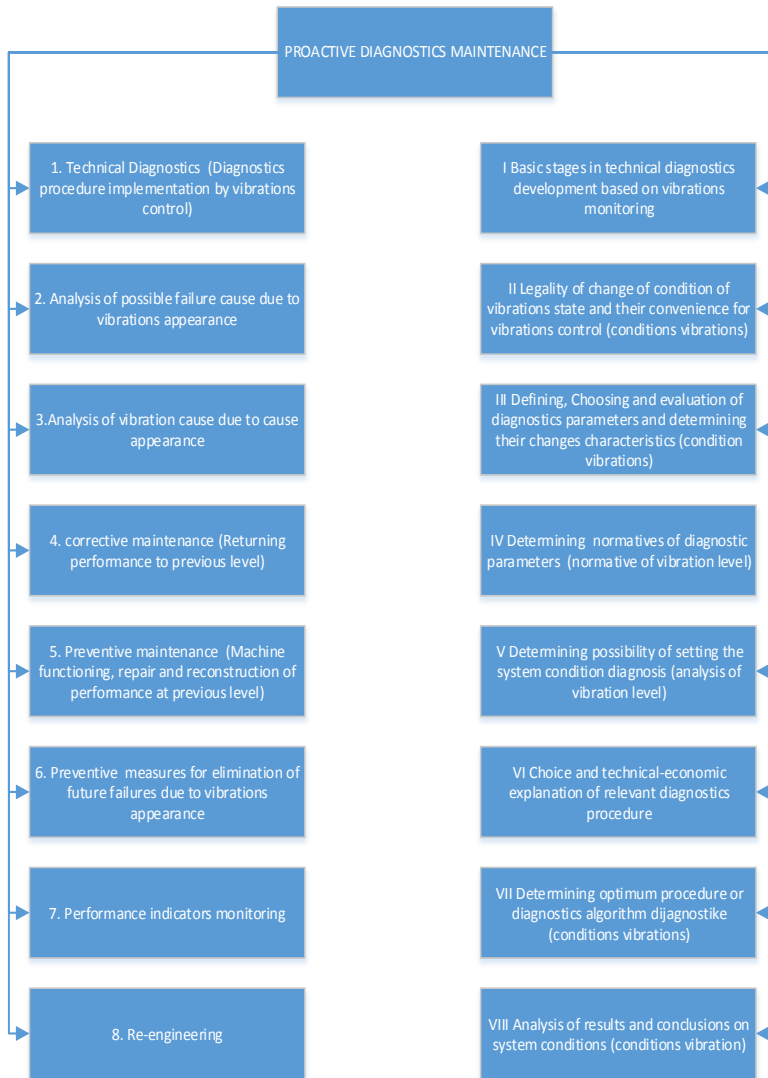 PROACTIVE DIAGNOSTICS MAINTENANCE
1. Technical Diagnostics (Diagnostics
procedure implementation by vibrations
control)
2. Analysis of possible failure cause due to
vibrations appearance
3.Analysis of vibration cause due to cause
appearance
4. corrective maintenance (Returning
performance to previous level)
5. Preventive maintenance (Machine
functioning, repair and reconstruction of
performance at previous level)
6. Preventive measures for elimination of
future failures due to vibrations
appearance
7. Performance indicators monitoring
8. Re-engineering
I Basic stages in technical diagnostics
development based on vibrations
monitoring
II Legality of change of condition of
vibrations state and their convenience for
vibrations control (conditions vibrations)
III Defining, Choosing and evaluation of
diagnostics parameters and determining
their changes characteristics (condition
vibrations)
IV Determining normatives of diagnostic
parameters (normative of vibration level)
V Determining possibility of setting the
system condition diagnosis (analysis of
vibration level)
VI Choice and technical-economic
explanation of relevant diagnostics
procedure
VII Determining optimum procedure or
diagnostics algorithm dijagnostike
(conditions vibrations)
VIII Analysis of results and conclusions on
system conditions (conditions vibration)